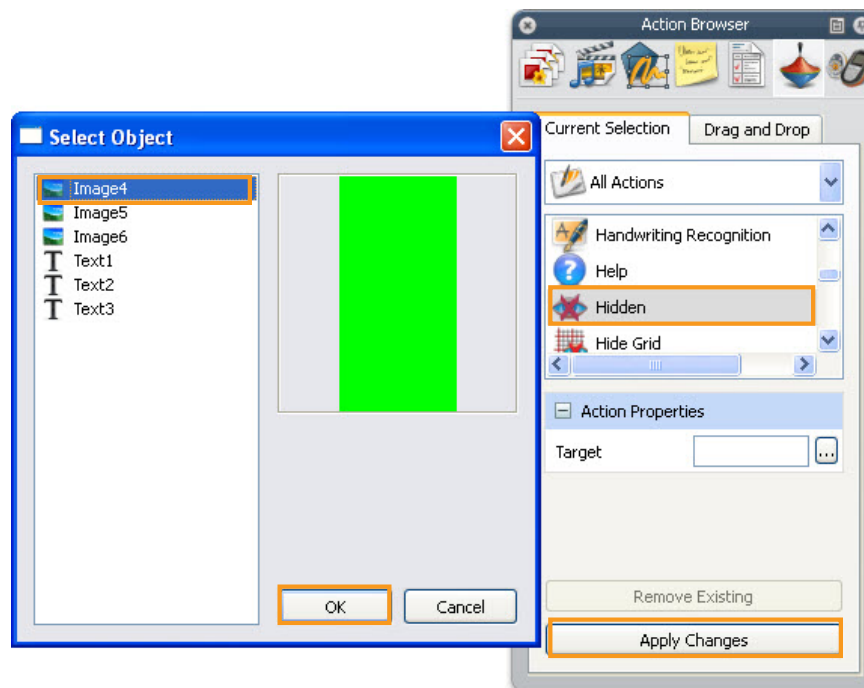 Action Browser
Select Object
Image4
Image5
Image6
Text1
Text2
Text3
OK
Cancel
Current Selection
Drag and Drop
All Actions
Handwriting Recognition
Help
Hidden
Hide Grid
Action Properties
Target
...
Remove Existing
Apply Changes